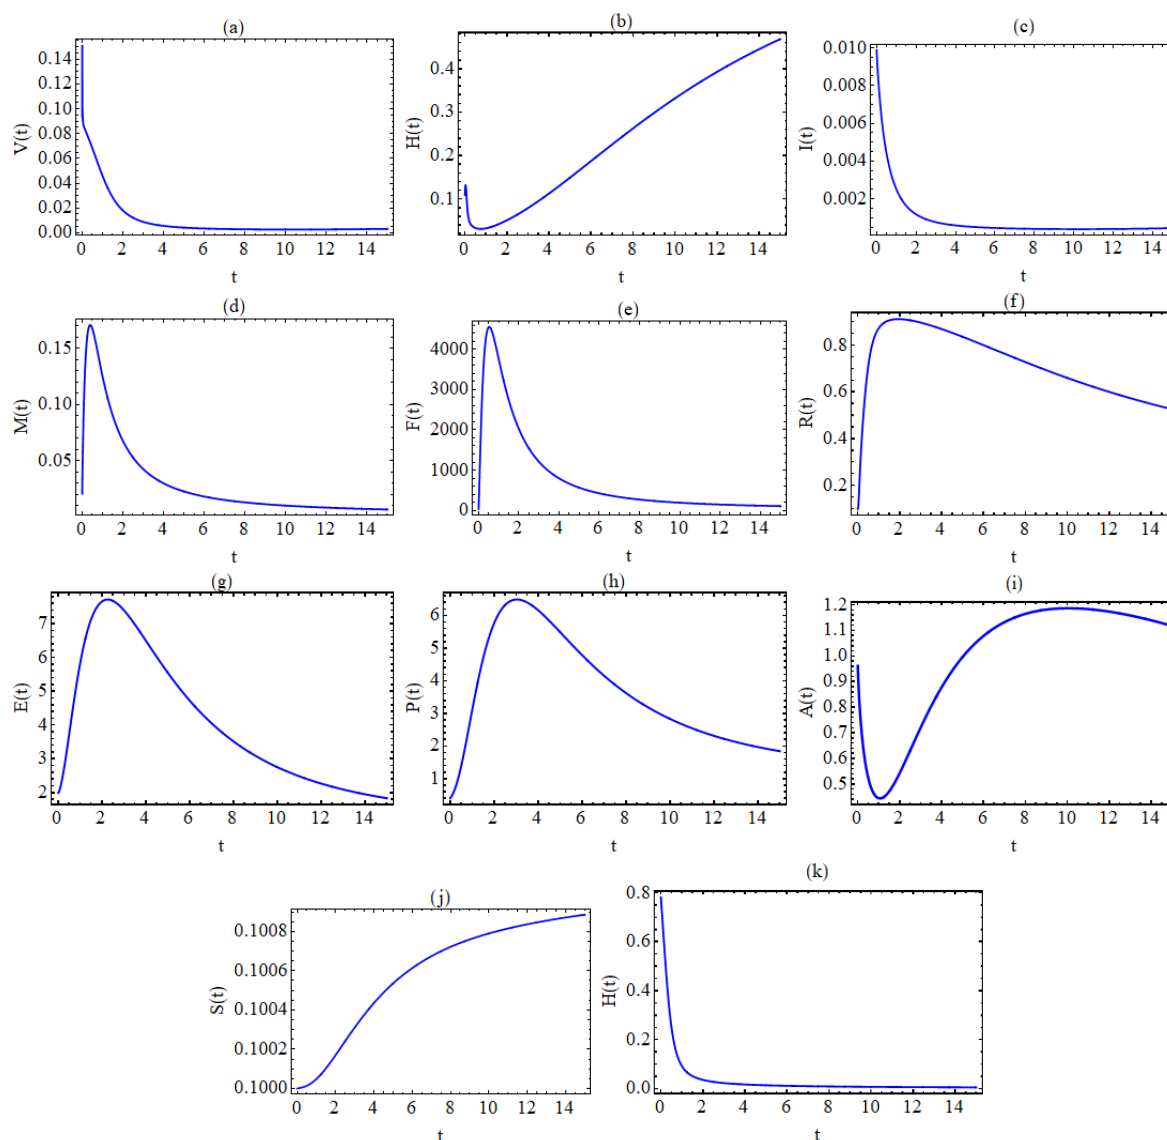 (a)
V(t)
0.14
0.12
0.10
0.08
0.06
0.04
0.02
0.00
0 2 4 6 8 10 12 14
t
(b)
H(t)
0.4
0.3
0.2
0.1
0 2 4 6 8 10 12 14
t
(c)
I(t)
0.010
0.008
0.006
0.004
0.002
0 2 4 6 8 10 12 14
t
(d)
M(t)
0.15
0.10
0.05
0 2 4 6 8 10 12 14
t
(e)
F(t)
4000
3000
2000
1000
0
0 2 4 6 8 10 12 14
t
(f)
R(t)
0.8
0.6
0.4
0.2
0 2 4 6 8 10 12 14
t
(g)
E(t)
7
6
5
4
3
2
0 2 4 6 8 10 12 14
t
(h)
P(t)
6
5
4
3
2
1
0 2 4 6 8 10 12 14
t
(i)
A(t)
1.2
1.1
1.0
0.9
0.8
0.7
0.6
0.5
0 2 4 6 8 10 12 14
t
(j)
S(t)
0.1008
0.1006
0.1004
0.1002
0.1000
0 2 4 6 8 10 12 14
t
(k)
H(t)
0.8
0.6
0.4
0.2
0.0
0 2 4 6 8 10 12 14
t